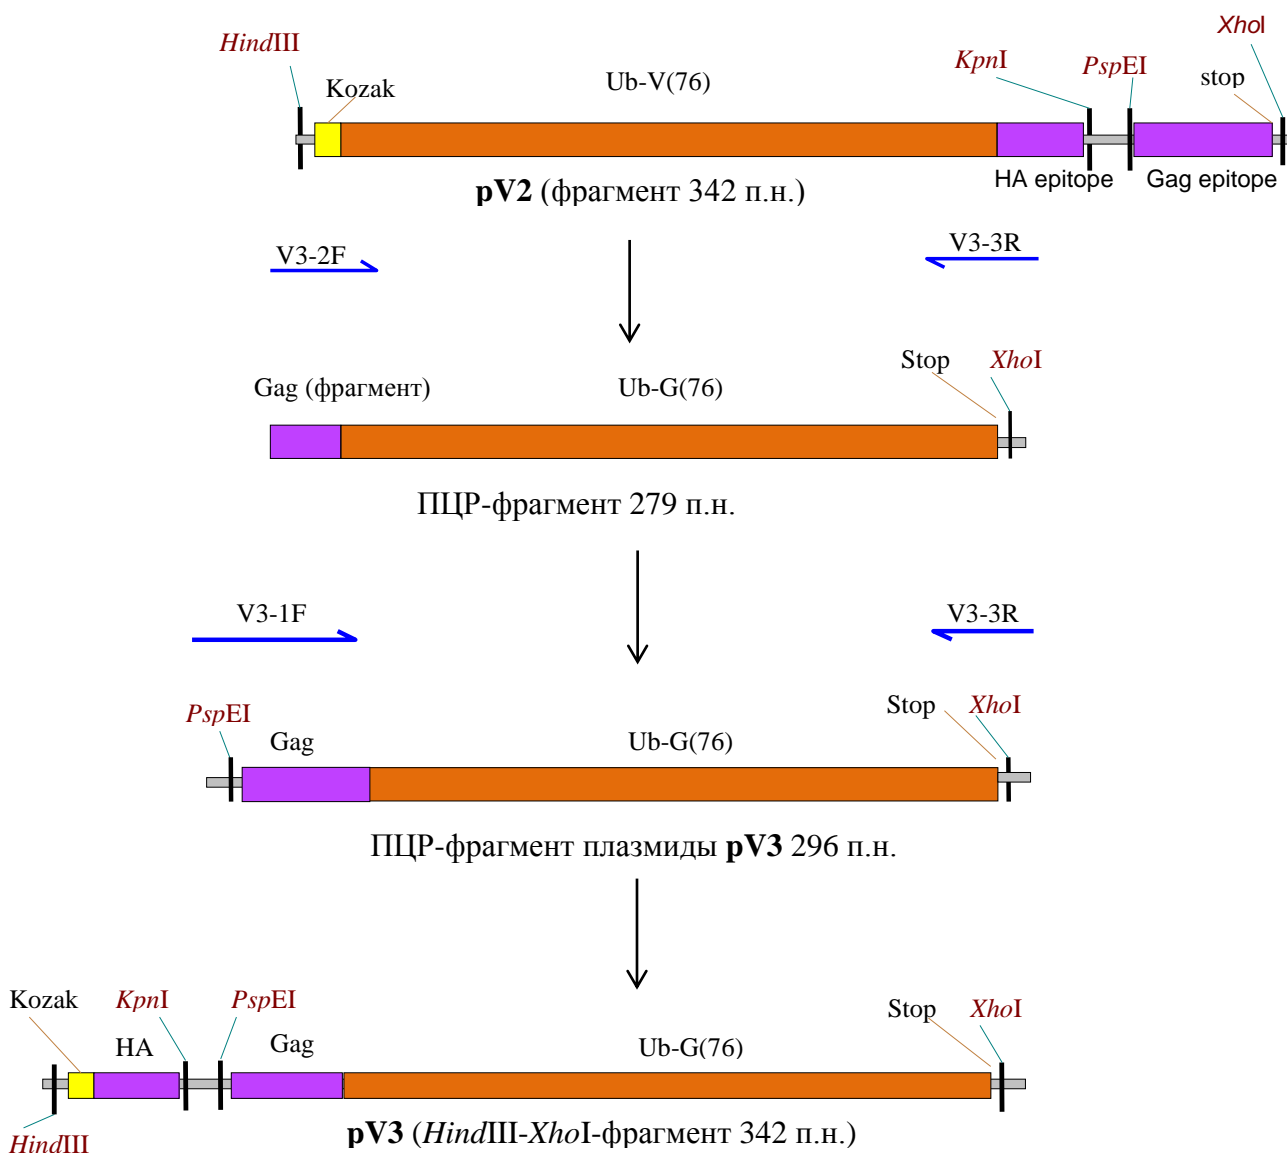 HindIII
Kozak
Ub-V(76)
KpnI
PspEI
stop
XhoI
HA epitope
Gag epitope
pV2 (фрагмент 342 п.н.)
V3-2F
V3-3R
Gag (фрагмент)
Ub-G(76)
Stop
XhoI
ПЦР-фрагмент 279 п.н.
V3-1F
V3-3R
PspEI
Gag
Ub-G(76)
Stop
XhoI
ПЦР-фрагмент плазмиды pV3 296 п.н.
Kozak
KpnI
PspEI
HA
Gag
Ub-G(76)
Stop
XhoI
HindIII
pV3 (HindIII-XhoI-фрагмент 342 п.н.)